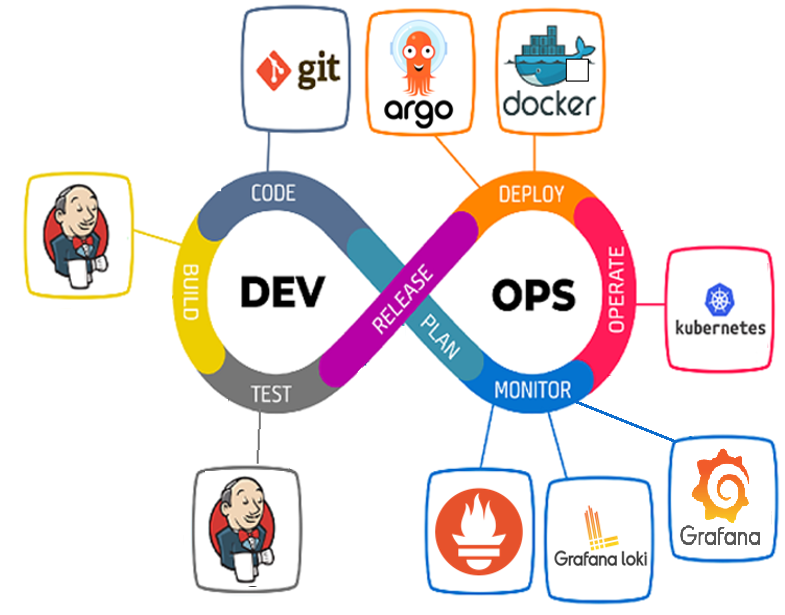 git
argo
docker
CODE
DEPLOY
BUILD
DEV
RELEASE
OPS
OPERATE
kubernetes
PLAN
TEST
MONITOR
Grafana loki
Grafana